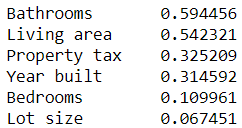 Bathrooms 0.594456
Living area 0.542321
Property tax 0.325209
Year built 0.314592
Bedrooms 0.109961
Lot size 0.067451